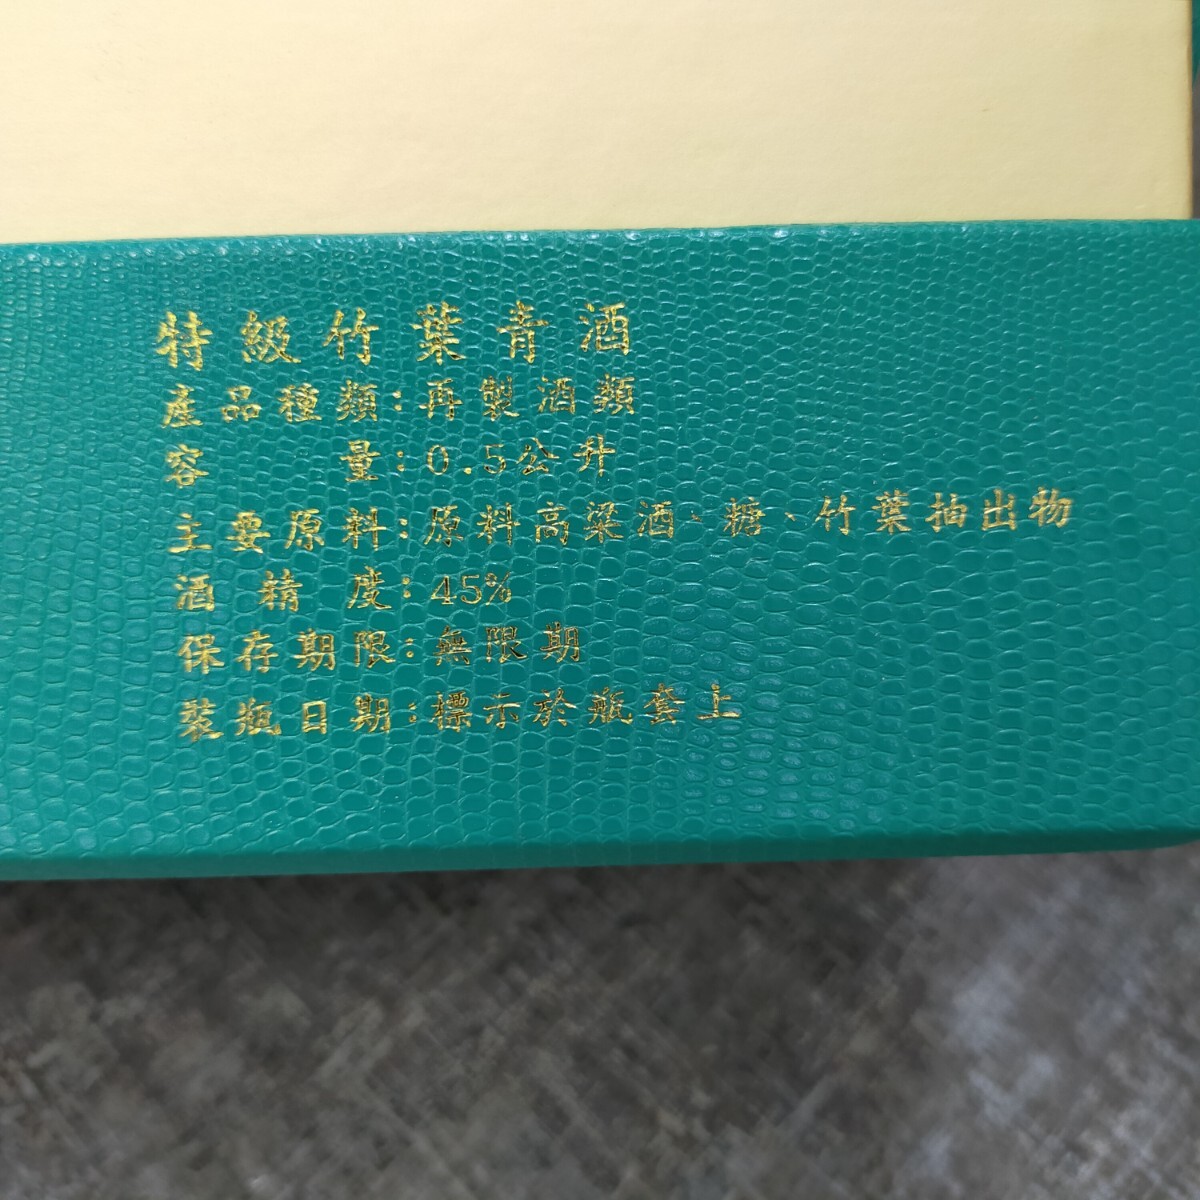 特級竹葉青酒
產品種類:再製酒類
容量:0.5公升
主要原料:原料高粱酒、糖、竹葉抽出物
酒精度:45%
保存期限:無限期
裝瓶日期:標示於瓶套上